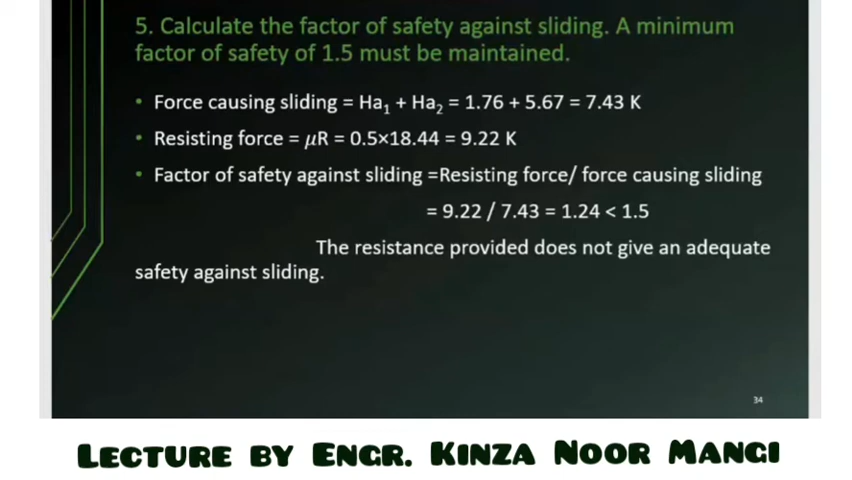 5. Calculate the factor of safety against sliding. A minimum
factor of safety of 1.5 must be maintained.
• Force causing sliding = Ha₁ + Ha₂ = 1.76 + 5.67 = 7.43 K
• Resisting force = μR = 0.5×18.44 = 9.22 K
• Factor of safety against sliding =Resisting force/ force causing sliding
= 9.22 / 7.43 = 1.24 < 1.5
The resistance provided does not give an adequate
safety against sliding.
34
Lecture by Engr. Kinza Noor Mangi